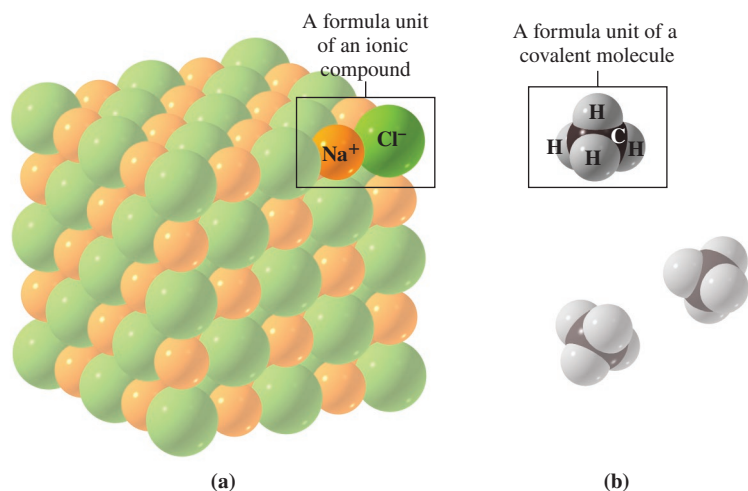 A formula unit
of an ionic
compound
Na⁺
Cl⁻
(a)
A formula unit of a
covalent molecule
H
C
H
H
H
(b)